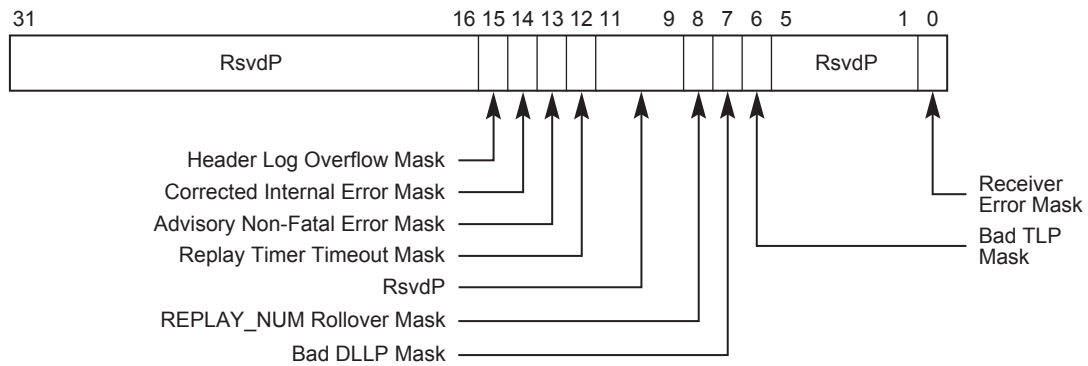 31 16 15 14 13 12 11 9 8 7 6 5 1 0
RsvdP RsvdP
Header Log Overflow Mask
Corrected Internal Error Mask
Advisory Non-Fatal Error Mask
Replay Timer Timeout Mask
RsvdP
REPLAY_NUM Rollover Mask
Bad DLLP Mask
Receiver
Error Mask
Bad TLP
Mask